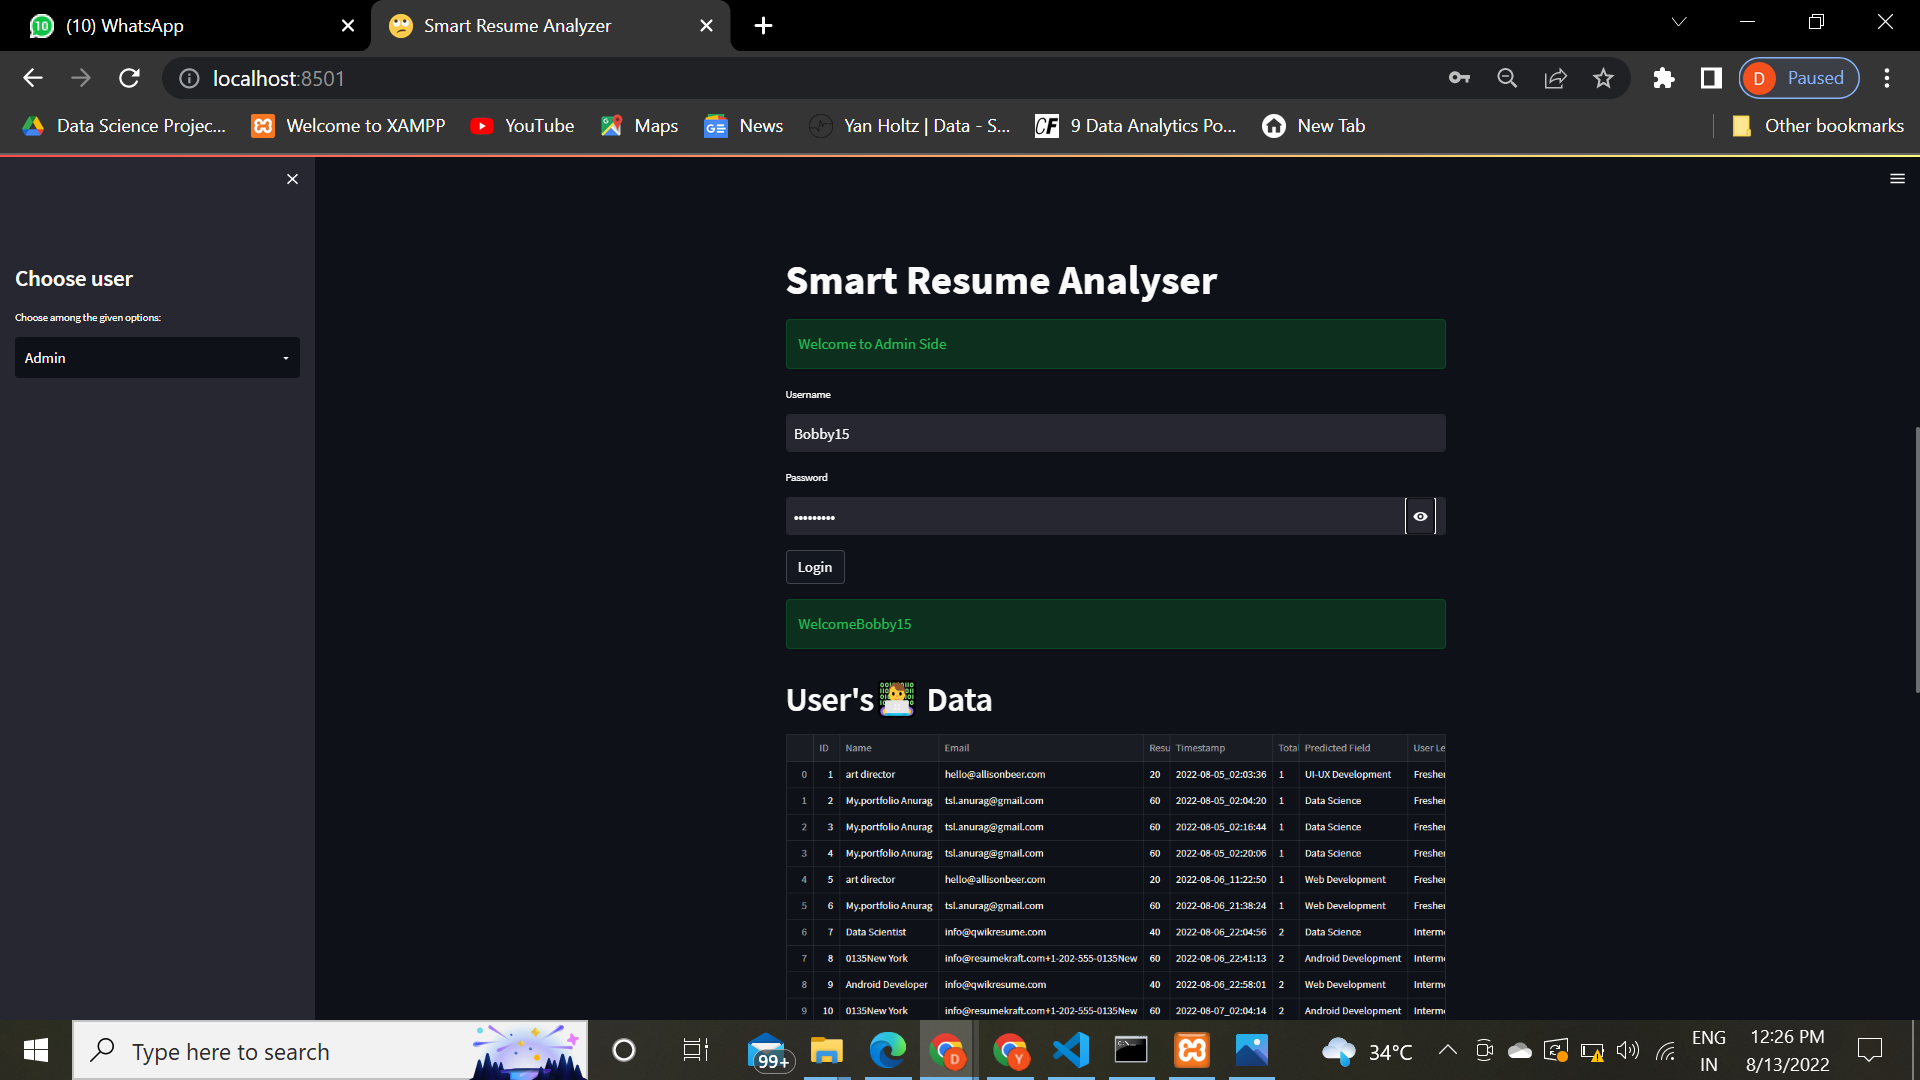 (10) WhatsApp
Smart Resume Analyzer
localhost:8501
D Paused
Data Science Projec...
Welcome to XAMPP
YouTube
Maps
News
Yan Holtz | Data - S...
CF 9 Data Analytics Po...
New Tab
Other bookmarks
Choose user
Choose among the given options:
Admin
Smart Resume Analyser
Welcome to Admin Side
Username
Bobby15
Password
•••••••••
Login
WelcomeBobby15
User's Data
ID Name Email Resu Timestamp Total Predicted Field User Le
0 1 art director hello@allisonbeer.com 20 2022-08-05_02:03:36 1 UI-UX Development Fresher
1 2 My.portfolio Anurag tsl.anurag@gmail.com 60 2022-08-05_02:04:20 1 Data Science Fresher
2 3 My.portfolio Anurag tsl.anurag@gmail.com 60 2022-08-05_02:16:44 1 Data Science Fresher
3 4 My.portfolio Anurag tsl.anurag@gmail.com 60 2022-08-05_02:20:06 1 Data Science Fresher
4 5 art director hello@allisonbeer.com 20 2022-08-06_11:22:50 1 Web Development Fresher
5 6 My.portfolio Anurag tsl.anurag@gmail.com 60 2022-08-06_21:38:24 1 Web Development Fresher
6 7 Data Scientist info@qwikresume.com 40 2022-08-06_22:04:56 2 Data Science Interm
7 8 0135New York info@resumekraft.com+1-202-555-0135New 60 2022-08-06_22:41:13 2 Android Development Interm
8 9 Android Developer info@qwikresume.com 40 2022-08-06_22:58:01 2 Web Development Interm
9 10 0135New York info@resumekraft.com+1-202-555-0135New 60 2022-08-07_02:04:14 2 Android Development Interm
Type here to search
99+
D
Y
34°C
ENG
IN
12:26 PM
8/13/2022